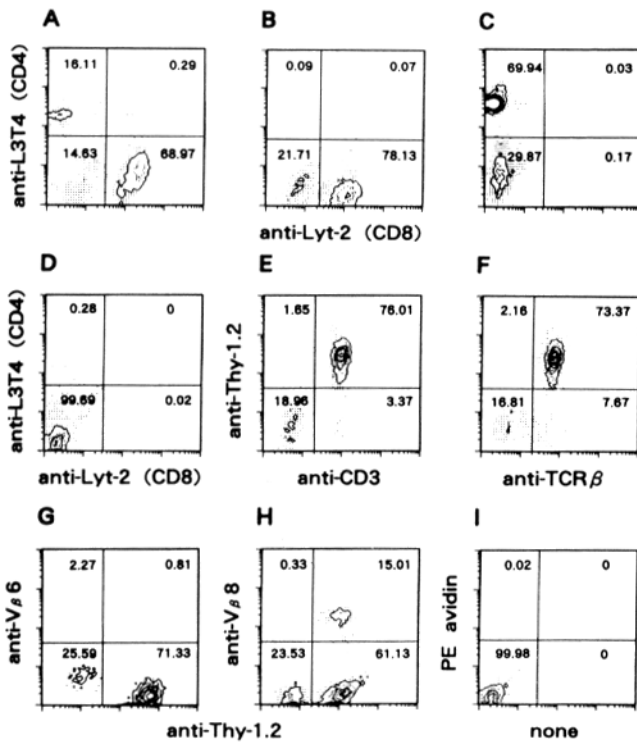 A B C
anti-L3T4 (CD4)
16.11 0.29
14.63 68.97
0.09 0.07
21.71 78.13
69.94 0.03
29.87 0.17
anti-Lyt-2 (CD8)
D E F
anti-L3T4 (CD4)
0.28 0
99.69 0.02
anti-Lyt-2 (CD8)
anti-Thy-1.2
1.65 76.01
18.96 3.37
anti-CD3
2.16 73.37
16.81 7.67
anti-TCRβ
G H I
anti-Vβ6
2.27 0.81
25.59 71.33
anti-Vβ8
0.33 15.01
23.53 61.13
anti-Thy-1.2
PE avidin
0.02 0
99.98 0
none